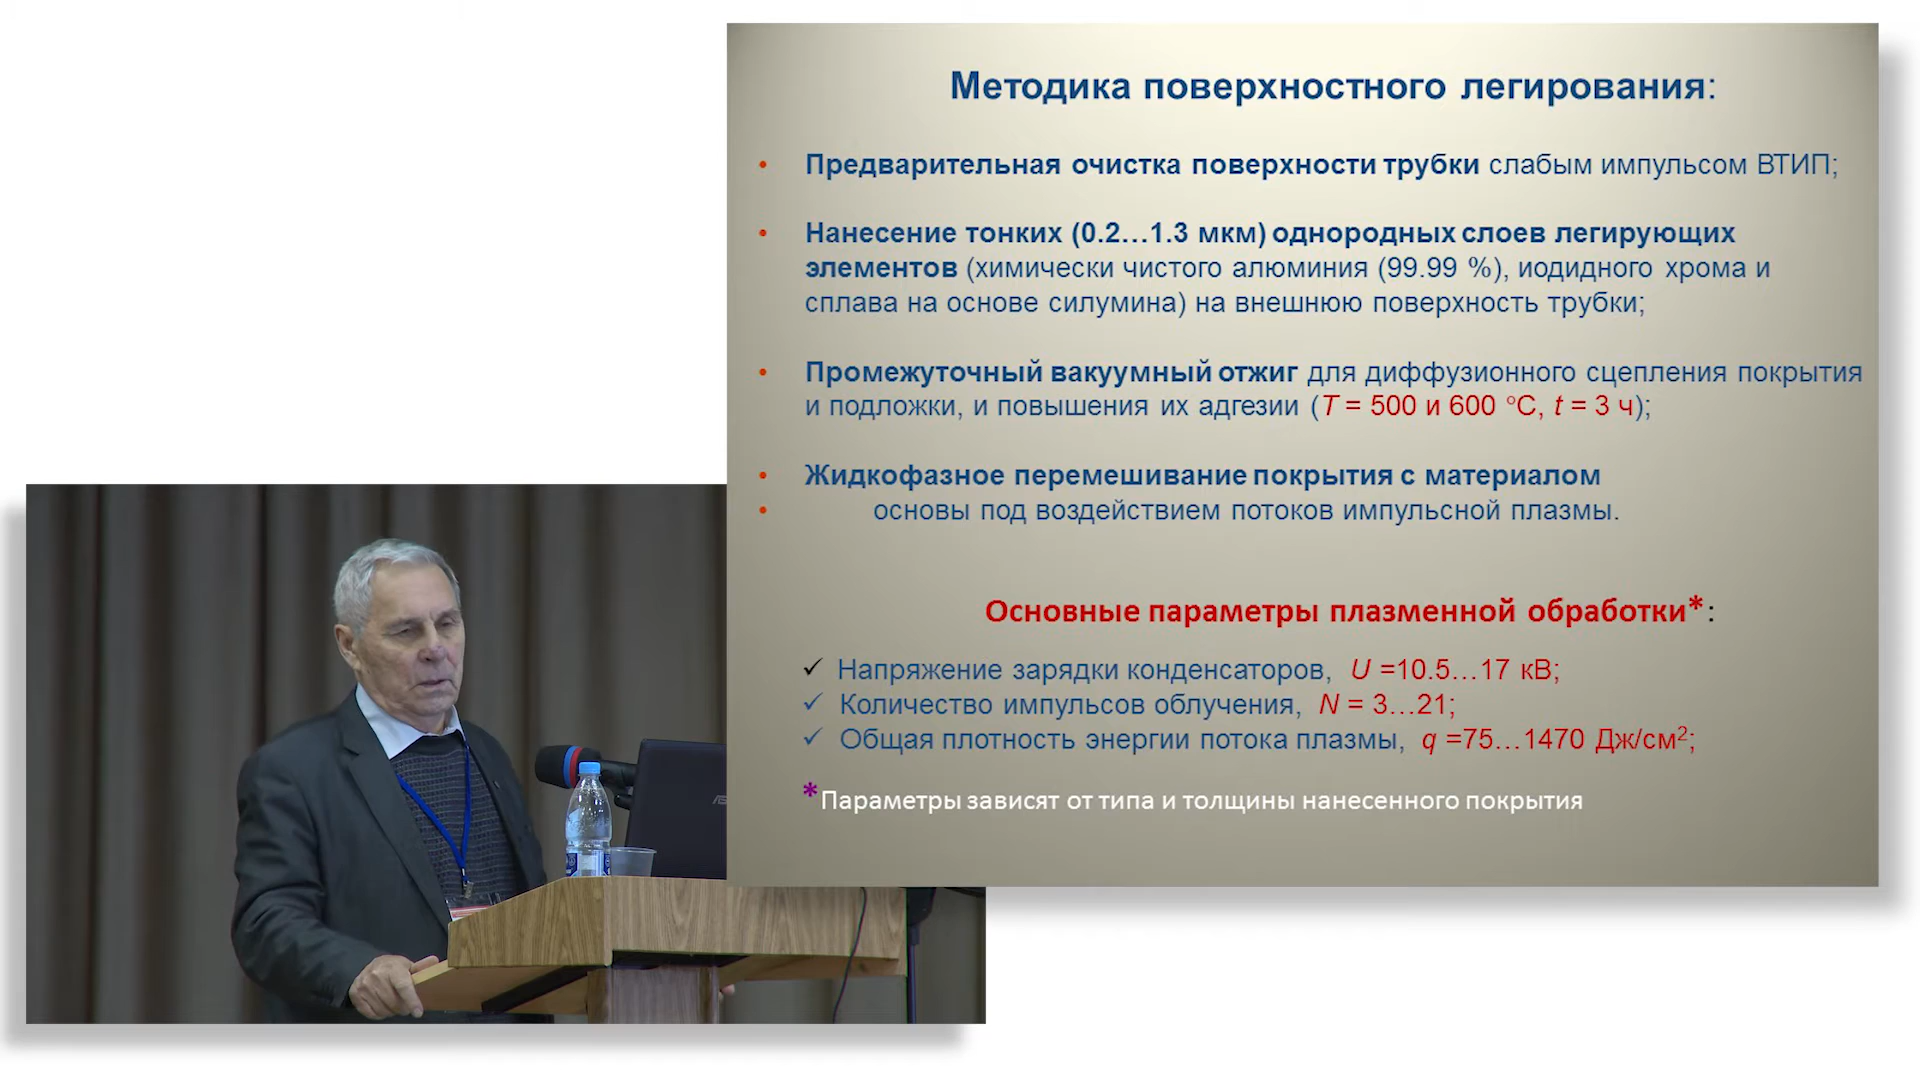 Методика поверхностного легирования:
• Предварительная очистка поверхности трубки слабым импульсом ВТИП;
• Нанесение тонких (0.2…1.3 мкм) однородных слоев легирующих
элементов (химически чистого алюминия (99.99 %), иодидного хрома и
сплава на основе силумина) на внешнюю поверхность трубки;
• Промежуточный вакуумный отжиг для диффузионного сцепления покрытия
и подложки, и повышения их адгезии (T = 500 и 600 °C, t = 3 ч);
• Жидкофазное перемешивание покрытия с материалом
• основы под воздействием потоков импульсной плазмы.
Основные параметры плазменной обработки*:
✓ Напряжение зарядки конденсаторов, U =10.5…17 кВ;
✓ Количество импульсов облучения, N = 3…21;
✓ Общая плотность энергии потока плазмы, q =75…1470 Дж/см²;
*Параметры зависят от типа и толщины нанесенного покрытия